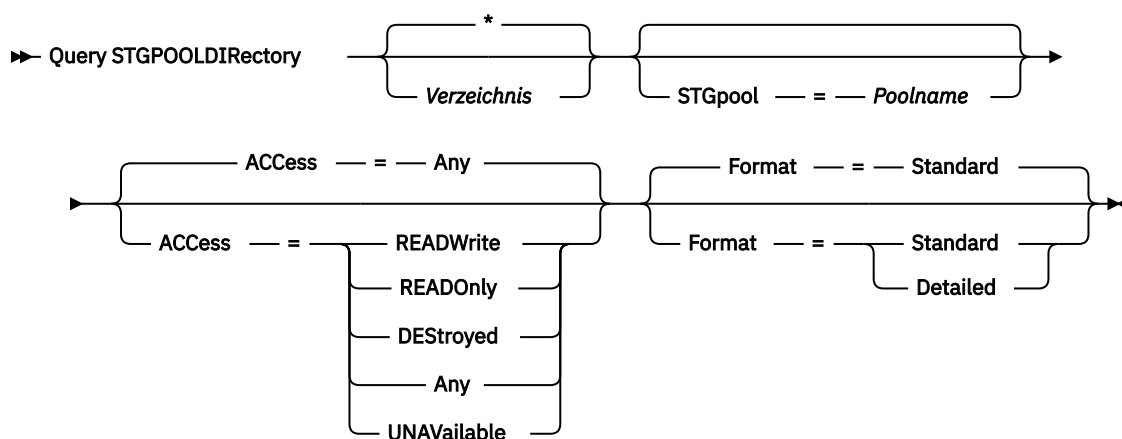 *
Query STGPOOLDIRectory
Verzeichnis
STGpool = Poolname
ACCess = Any
Format = Standard
ACCess = READWrite
Format = Standard
READOnly
Detailed
DEStroyed
Any
UNAVailable